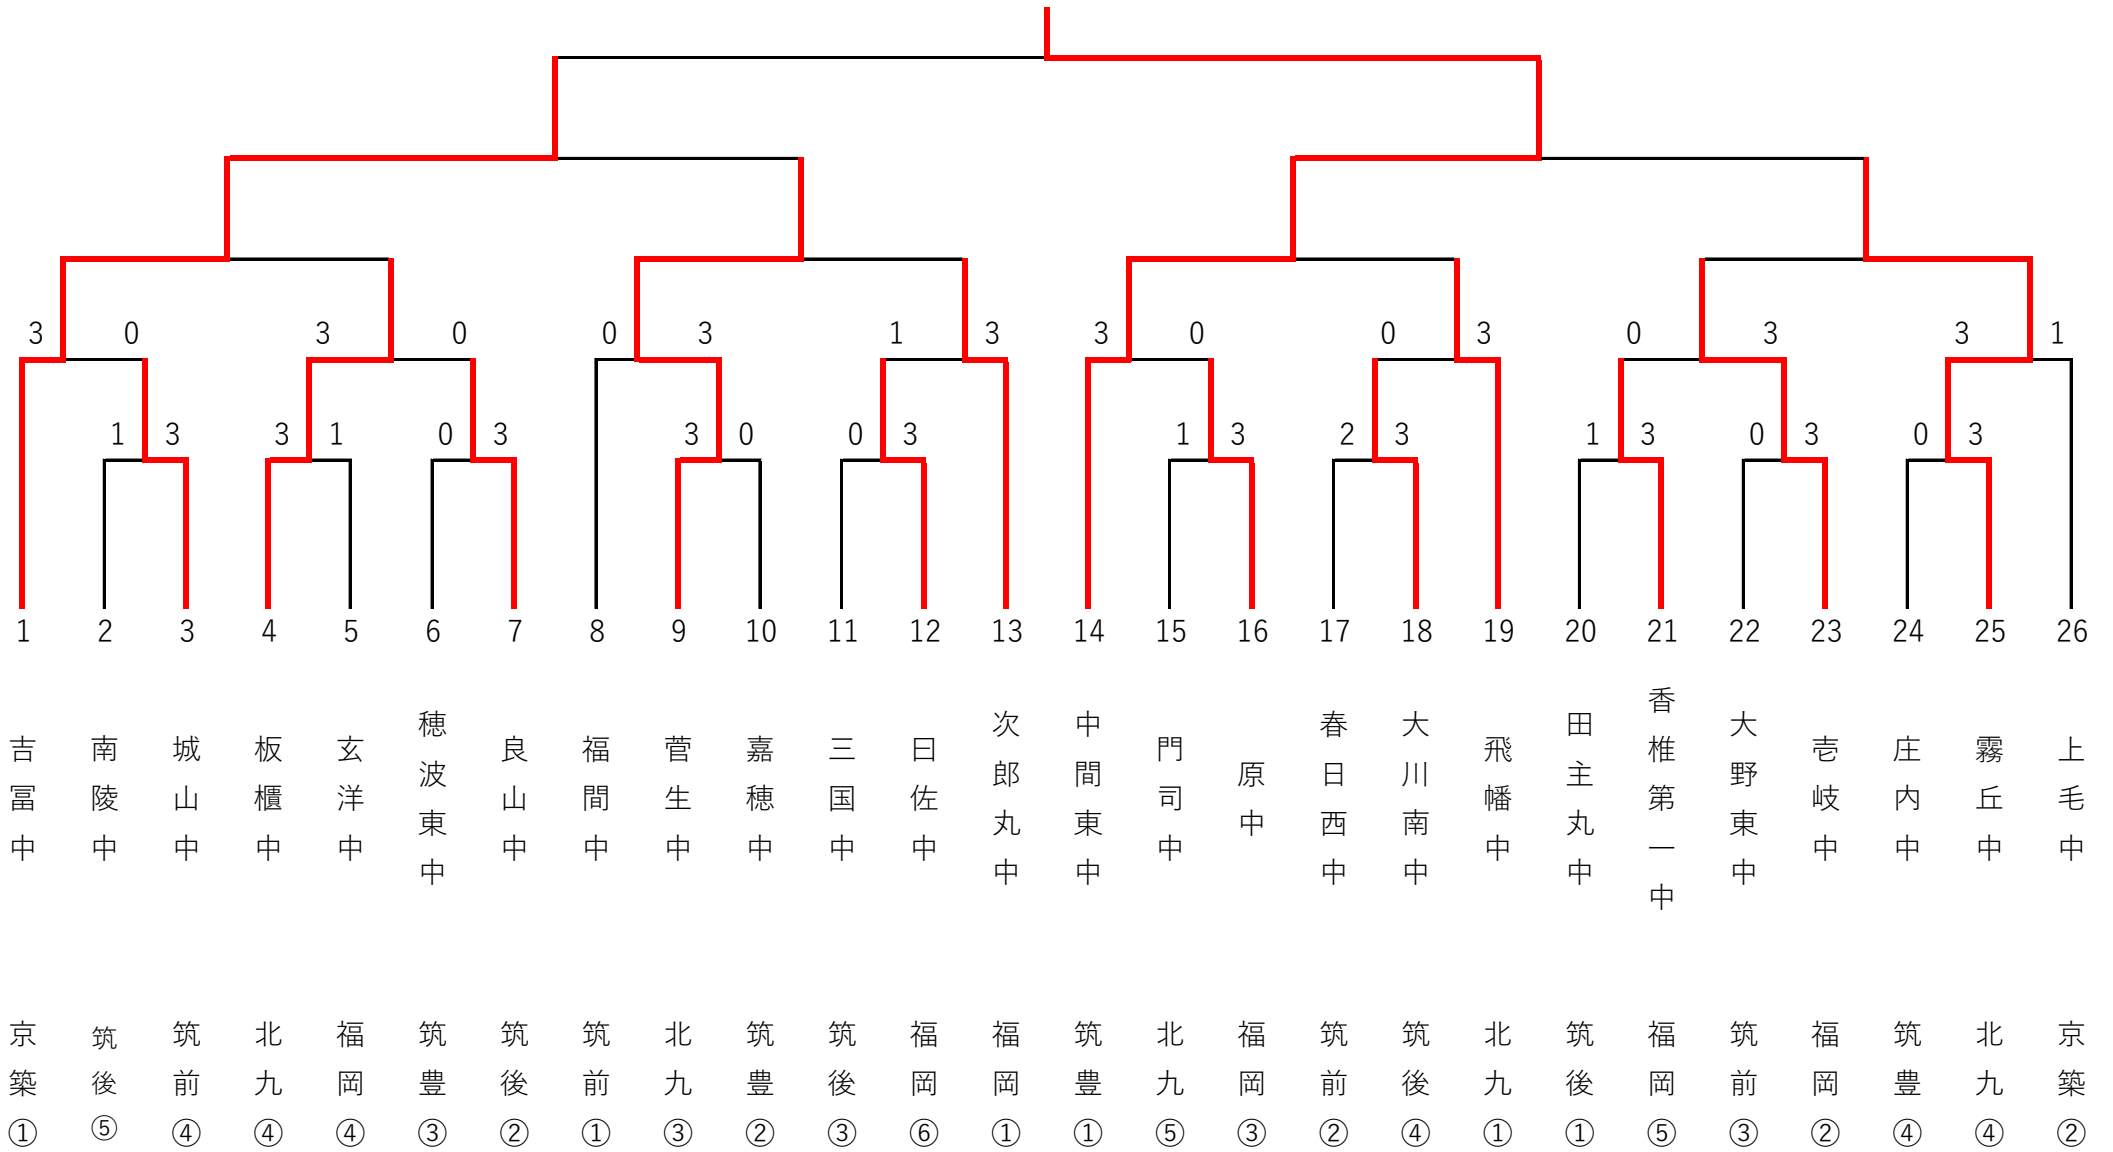 3 0 3 0 0 3 1 3 3 0 0 3 0 3 3 1
1 3 3 1 0 3 3 0 0 3 1 3 2 3 1 3 0 3 0 3
1 2 3 4 5 6 7 8 9 10 11 12 13 14 15 16 17 18 19 20 21 22 23 24 25 26
吉冨中
南陵中
城山中
板櫃中
玄洋中
穂波東中
良山中
福間中
菅生中
嘉穂中
三国中
曰佐中
次郎丸中
中間東中
門司中
原中
春日西中
大川南中
飛幡中
田主丸中
香椎第一中
大野東中
壱岐中
庄内中
霧丘中
上毛中
京築①
筑後⑤
筑前④
北九④
福岡④
筑豊③
筑後②
筑前①
北九③
筑豊②
筑後③
福岡⑥
福岡①
筑豊①
北九⑤
福岡③
筑前②
筑後④
北九①
筑後①
福岡⑤
筑前③
福岡②
筑豊④
北九④
京築②